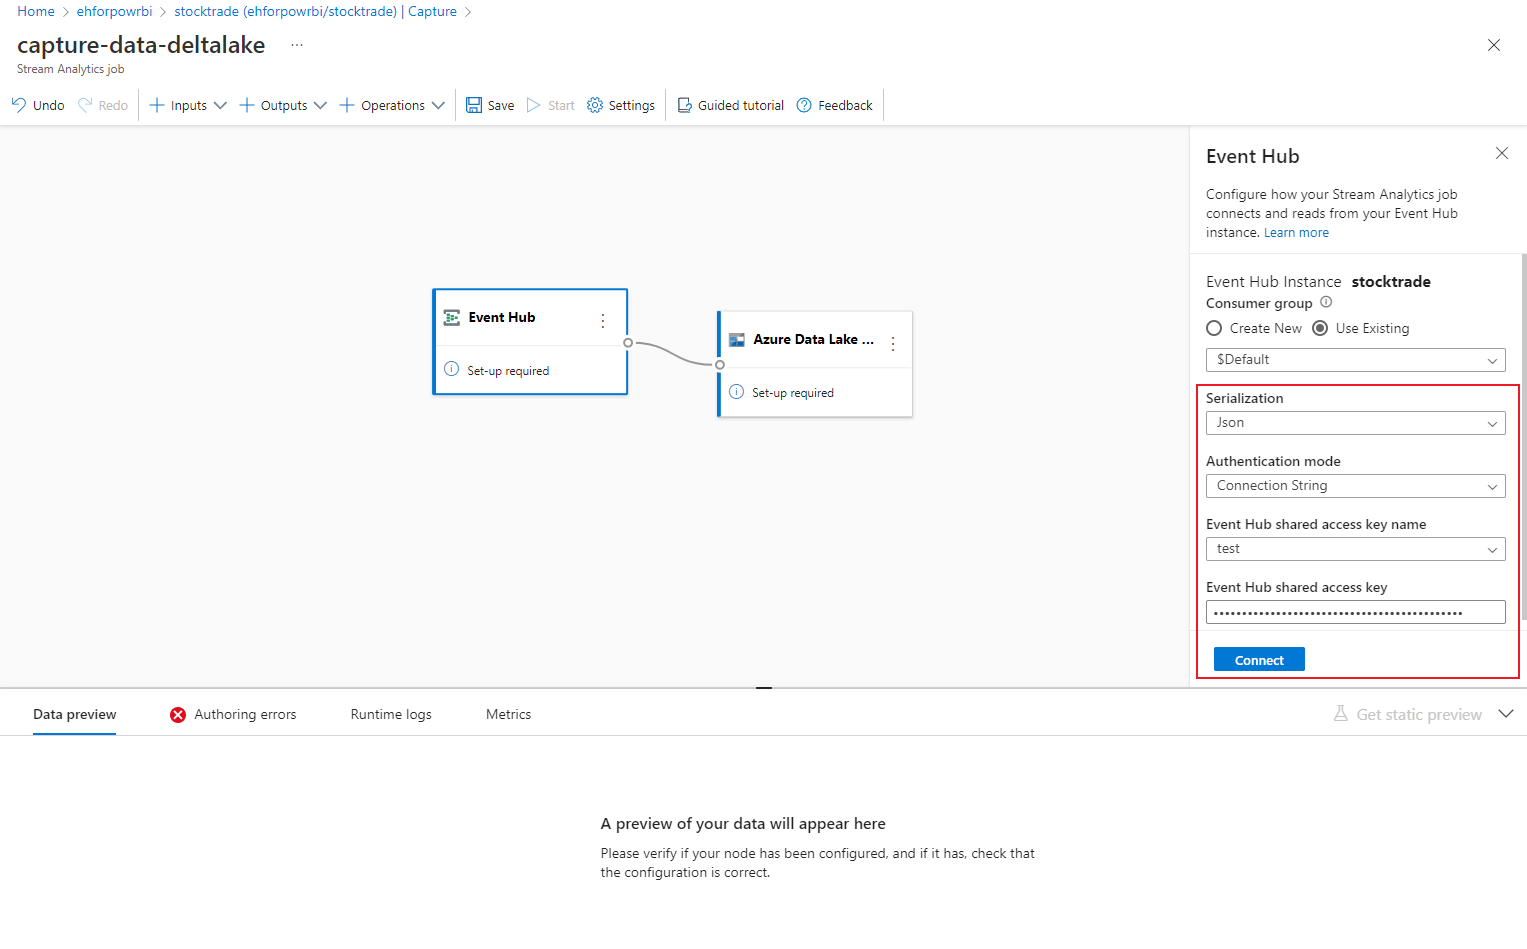 Home > ehforpowrbi > stocktrade (ehforpowrbi/stocktrade) | Capture >
capture-data-deltalake ...
Stream Analytics job
Undo Redo Inputs Outputs Operations Save Start Settings Guided tutorial Feedback
Event Hub
Set-up required
Azure Data Lake ...
Set-up required
Event Hub
Configure how your Stream Analytics job
connects and reads from your Event Hub
instance. Learn more
Event Hub Instance stocktrade
Consumer group
Create New Use Existing
$Default
Serialization
Json
Authentication mode
Connection String
Event Hub shared access key name
test
Event Hub shared access key
Connect
Data preview Authoring errors Runtime logs Metrics Get static preview
A preview of your data will appear here
Please verify if your node has been configured, and if it has, check that
the configuration is correct.